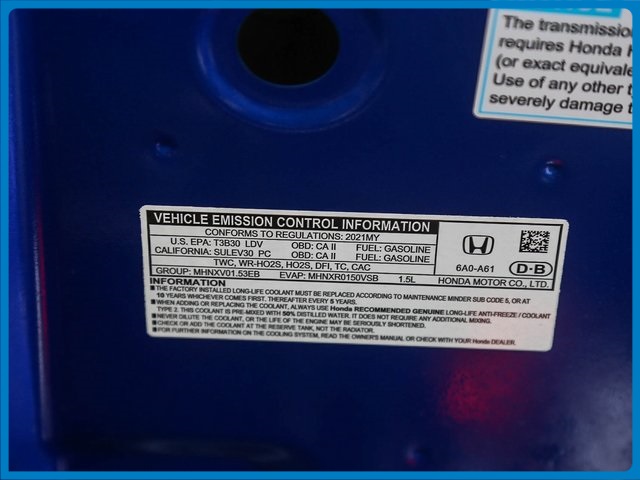 The transmission
requires Honda
(or exact equivale
Use of any other
severely damage
VEHICLE EMISSION CONTROL INFORMATION
CONFORMS TO REGULATIONS: 2021MY
U.S. EPA: T3B30 LDV OBD: CA II FUEL: GASOLINE
CALIFORNIA: SULEV30 PC OBD: CA II FUEL: GASOLINE
TWC, WR-HO2S, HO2S, DFI, TC, CAC
GROUP: MHNXV01.53EB EVAP: MHNXR0150VSB 1.5L
6A0-A61 D-B
HONDA MOTOR CO., LTD.
INFORMATION
■ THE FACTORY INSTALLED LONG-LIFE COOLANT MUST BE REPLACED ACCORDING TO MAINTENANCE MINDER SUB CODE 5, OR AT
10 YEARS WHICHEVER COMES FIRST. THEREAFTER EVERY 5 YEARS.
■ WHEN ADDING OR REPLACING THE COOLANT, ALWAYS USE Honda RECOMMENDED GENUINE LONG-LIFE ANTI-FREEZE / COOLANT
TYPE 2. THIS COOLANT IS PRE-MIXED WITH 50% DISTILLED WATER. IT DOES NOT REQUIRE ANY ADDITIONAL MIXING.
■ NEVER DILUTE THE COOLANT, OR THE LIFE OF THE ENGINE MAY BE SERIOUSLY SHORTENED.
■ CHECK OR ADD THE COOLANT AT THE RESERVE TANK, NOT THE RADIATOR.
■ FOR FURTHER INFORMATION ON THE COOLING SYSTEM, READ THE OWNER'S MANUAL OR CHECK WITH YOUR Honda DEALER.